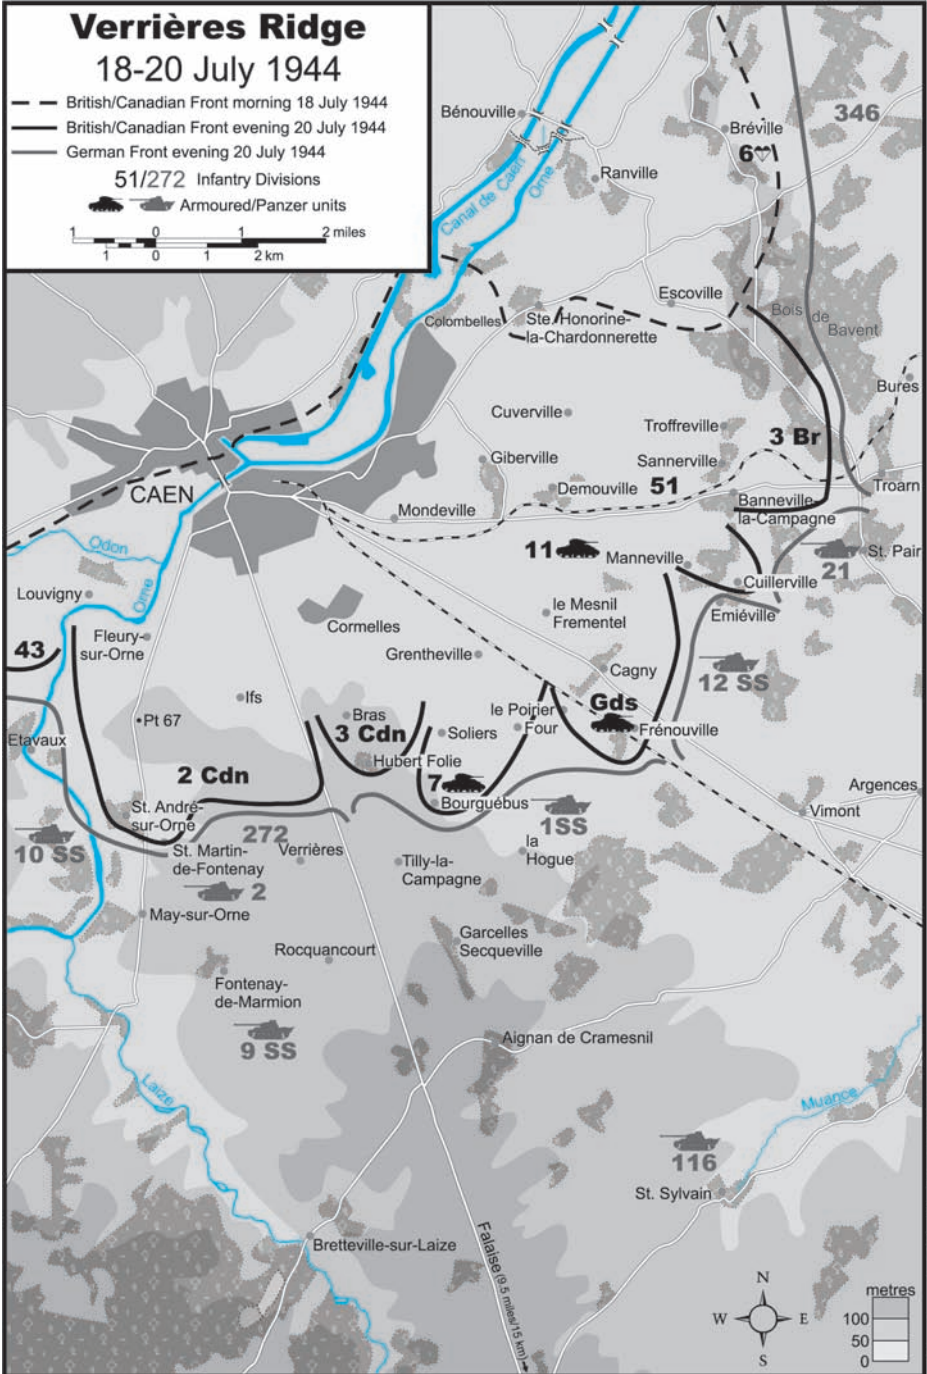 Verrières Ridge
18-20 July 1944
British/Canadian Front morning 18 July 1944
British/Canadian Front evening 20 July 1944
German Front evening 20 July 1944
51/272 Infantry Divisions
Armoured/Panzer units
1 0 1 2 miles
1 0 1 2 km
Bénouville
Bréville
346
6
Ranville
Canal de Caen
Orne
Escoville
Bois de
Bavent
Colombelles
Ste. Honorine-
la-Chardonnerette
Bures
Cuverville
Troffreville
3 Br
Giberville
Sannerville
Troarn
CAEN
Demouville
51
Banneville-
la-Campagne
Mondeville
Odon
11
Manneville
21
St. Pair
Louvigny
Orne
Cuillerville
Emiéville
le Mesnil
Frementel
Cormelles
Fleury-
sur-Orne
43
Grentheville
Cagny
12 SS
Ifs
Gds
Pt 67
Bras
le Poirier
Four
Frénouville
3 Cdn
Soliers
Etavaux
Hubert Folie
2 Cdn
7
Bourguébus
Argences
Vimont
St. André-
sur-Orne
1SS
10 SS
272
St. Martin-
de-Fontenay
Verrières
la
Hogue
Tilly-la-
Campagne
2
May-sur-Orne
Garcelles
Secqueville
Rocquancourt
Fontenay-
de-Marmion
9 SS
Aignan de Cramesnil
Laize
Muance
116
St. Sylvain
Bretteville-sur-Laize
Falaise (9.5 miles/15 km)
N
W E
S
metres
100
50
0